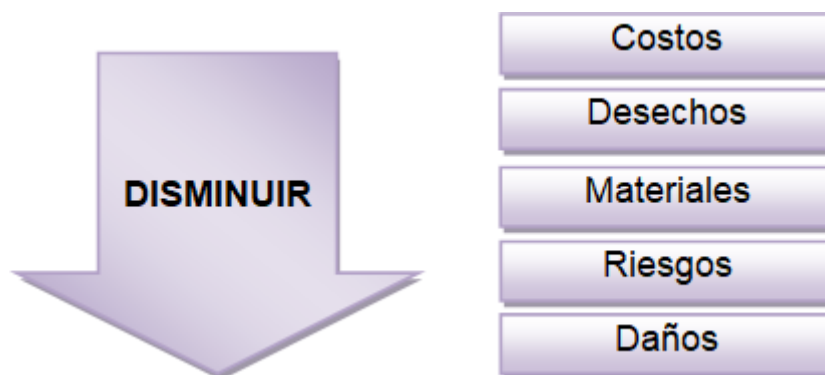 DISMINUIR
Costos
Desechos
Materiales
Riesgos
Daños